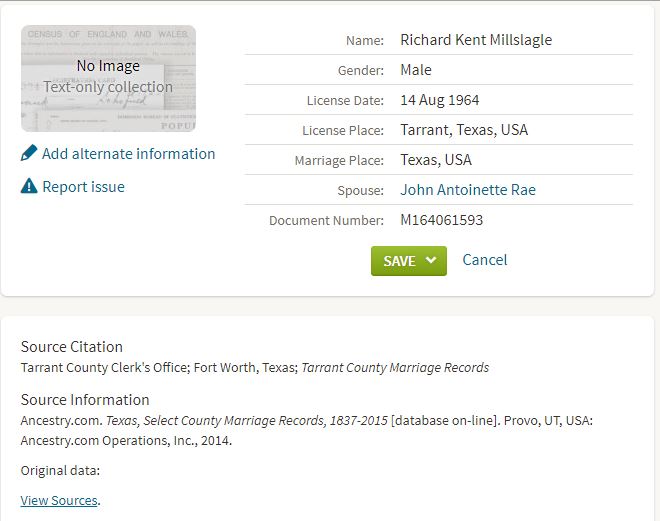 CENSUS OF ENGLAND AND WALES,
No Image
Text-only collection
POPUL
Add alternate information
Report issue
Name: Richard Kent Millslagle
Gender: Male
License Date: 14 Aug 1964
License Place: Tarrant, Texas, USA
Marriage Place: Texas, USA
Spouse: John Antoinette Rae
Document Number: M164061593
SAVE Cancel
Source Citation
Tarrant County Clerk's Office; Fort Worth, Texas; Tarrant County Marriage Records
Source Information
Ancestry.com. Texas, Select County Marriage Records, 1837-2015 [database on-line]. Provo, UT, USA:
Ancestry.com Operations, Inc., 2014.
Original data:
View Sources.